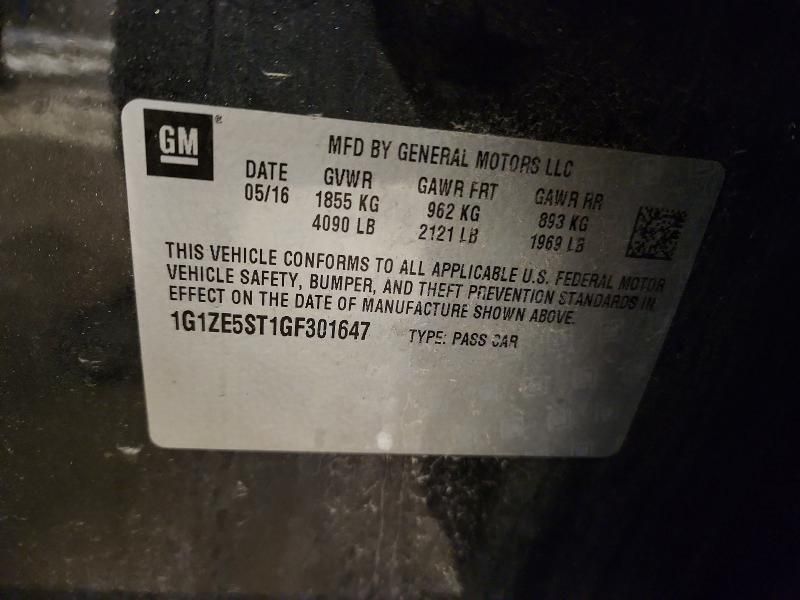 GM ®
MFD BY GENERAL MOTORS LLC
DATE GVWR GAWR FRT GAWR RR
05/16 1855 KG 962 KG 893 KG
4090 LB 2121 LB 1969 LB
THIS VEHICLE CONFORMS TO ALL APPLICABLE U.S. FEDERAL MOTOR
VEHICLE SAFETY, BUMPER, AND THEFT PREVENTION STANDARDS IN
EFFECT ON THE DATE OF MANUFACTURE SHOWN ABOVE.
1G1ZE5ST1GF301647 TYPE: PASS CAR